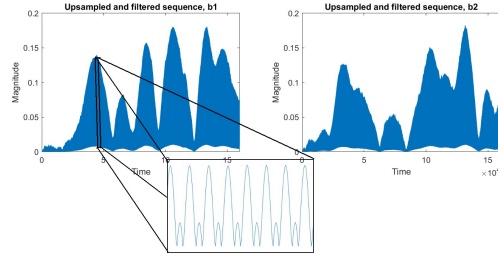 Upsampled and filtered sequence, b1
Upsampled and filtered sequence, b2
0.2
0.15
0.1
0.05
0
Magnitude
0 5 10 15
Time
0.2
0.15
0.1
0.05
0
Magnitude
5 10 15
Time